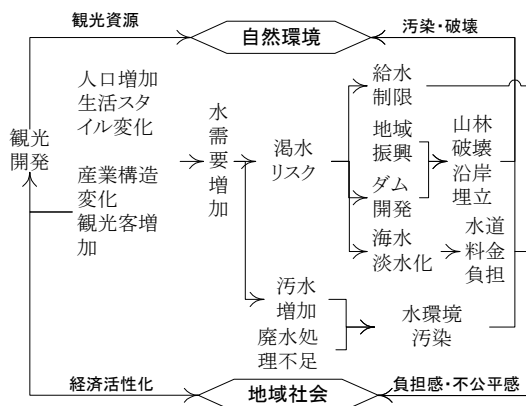 観光資源
自然環境
汚染・破壊
人口増加
生活スタ
イル変化
観光
開発
産業構造
変化
観光客増
加
水
需
要
増
加
渇水
リスク
給水
制限
地域
振興
ダム
開発
海水
淡水化
山林
破壊
沿岸
埋立
水道
料金
負担
汚水
増加
廃水処
理不足
水環境
汚染
経済活性化
地域社会
負担感・不公平感